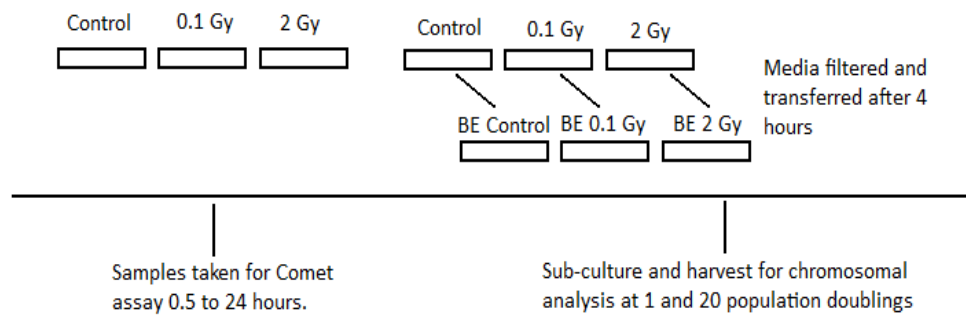 Control 0.1 Gy 2 Gy
Control 0.1 Gy 2 Gy
Media filtered and
transferred after 4
hours
BE Control BE 0.1 Gy BE 2 Gy
Samples taken for Comet
assay 0.5 to 24 hours.
Sub-culture and harvest for chromosomal
analysis at 1 and 20 population doublings